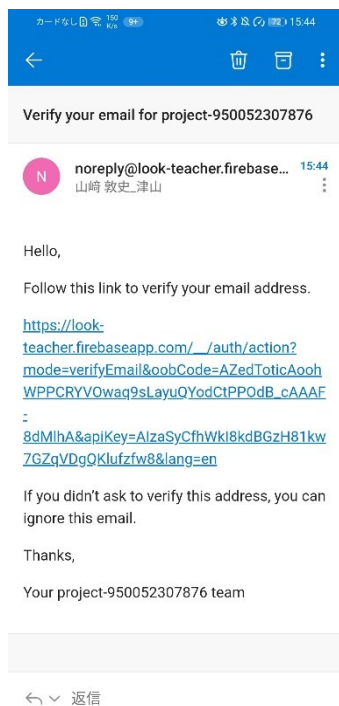 カードなし 150 K/s 9+ 72 15:44
Verify your email for project-950052307876
N
noreply@look-teacher.firebase... 15:44
山﨑 敦史_津山
Hello,
Follow this link to verify your email address.
https://look-
teacher.firebaseapp.com/__/auth/action?
mode=verifyEmail&oobCode=AZedToticAooh
WPPCRYVOwaq9sLayuQYodCtPPOdB_cAAAF
-
8dMlhA&apiKey=AIzaSyCfhWkl8kdBGzH81kw
7GZqVDgQKlufzfw8&lang=en
If you didn’t ask to verify this address, you can
ignore this email.
Thanks,
Your project-950052307876 team
返信